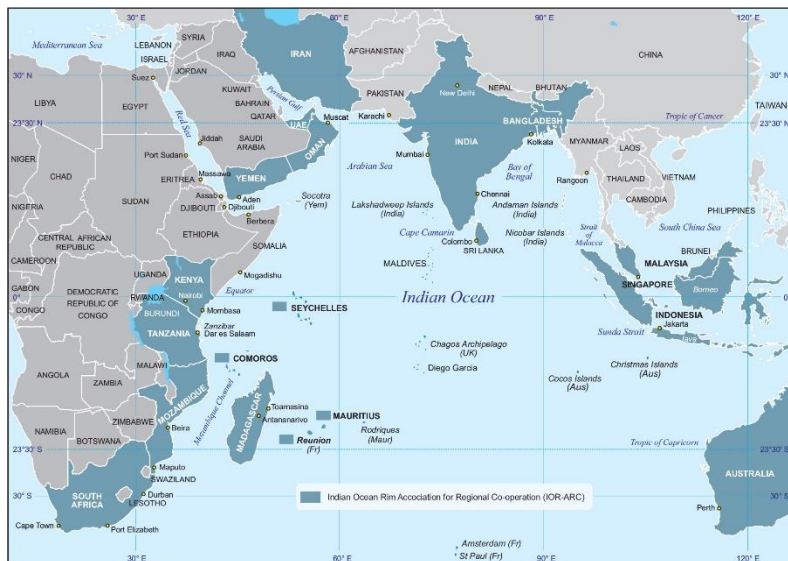 30° E
60° E
90° E
120° E
Mediterranean Sea
SYRIA
LEBANON
ISRAEL
IRAQ
IRAN
AFGHANISTAN
CHINA
JORDAN
30° N
Suez
KUWAIT
PAKISTAN
New Delhi
NEPAL
BHUTAN
30° N
LIBYA
EGYPT
Persian Gulf
BAHRAIN
QATAR
Muscat
Karachi
Tropic of Cancer
TAIWAN
23°30' N
Red Sea
UAE
BANGLADESH
23°30' N
Jiddah
SAUDI
ARABIA
OMAN
INDIA
Kolkata
MYANMAR
LAOS
NIGER
Port Sudan
Arabian Sea
Mumbai
Bay of
Bengal
CHAD
Massawa
ERITREA
YEMEN
Rangoon
THAILAND
VIETNAM
SUDAN
Assab
Aden
Socotra
(Yem)
Chennai
CAMBODIA
NIGERIA
DJIBOUTI
Djibouti
Berbera
Lakshadweep Islands
(India)
Andaman Islands
(India)
PHILIPPINES
ETHIOPIA
Cape Camarin
Nicobar Islands
(India)
Strait
of
Malacca
South China Sea
CENTRAL AFRICAN
REPUBLIC
SOMALIA
Colombo
SRI LANKA
BRUNEI
CAMEROON
MALDIVES
MALAYSIA
UGANDA
KENYA
Mogadishu
SINGAPORE
GABON
DEMOCRATIC
REPUBLIC OF
CONGO
RWANDA
Nairobi
Equator
Indian Ocean
Borneo
0°
0°
CONGO
BURUNDI
Mombasa
SEYCHELLES
INDONESIA
TANZANIA
Zanzibar
Dar es Salaam
Sunda Strait
Jakarta
Java
COMOROS
Chagos Archipelago
(UK)
Christmas Islands
(Aus)
MALAWI
Diego Garcia
Cocos Islands
(Aus)
ANGOLA
ZAMBIA
MOZAMBIQUE
Mozambique Channel
MADAGASCAR
Toamasina
Antansnarivo
MAURITIUS
ZIMBABWE
Beira
Rodriques
(Maur)
NAMIBIA
BOTSWANA
Reunion
(Fr)
Tropic of Capricorn
23°30' S
23°30' S
Maputo
SWAZILAND
AUSTRALIA
30° S
SOUTH
AFRICA
Durban
LESOTHO
Indian Ocean Rim Association for Regional Co-operation (IOR-ARC)
30° S
Perth
Cape Town
Port Elizabeth
Amsterdam (Fr)
St Paul (Fr)
30° E
60° E
90° E
120° E